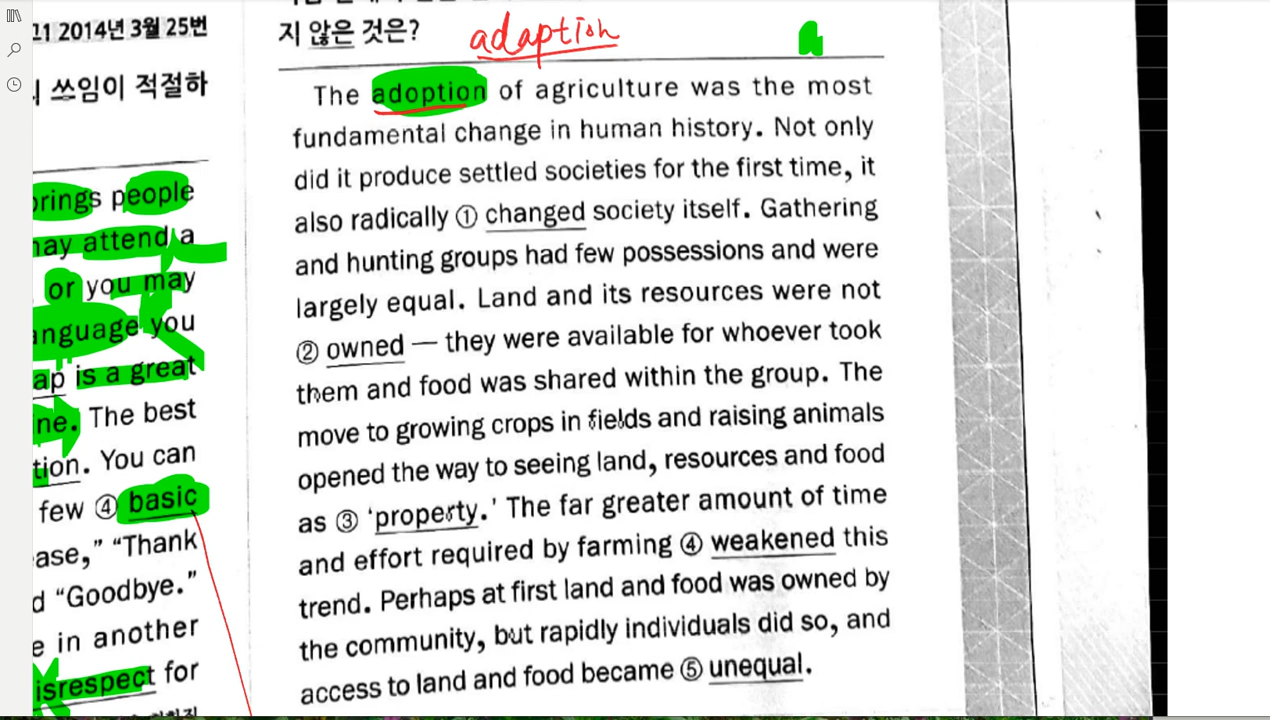 11 2014년 3월 25번
쓰임이 적절하
brings people
may attend a
or you may
language you
is a great
The best
You can
few ④ basic
"Thank
"Goodbye."
in another
for
지 않은 것은?
adaption
The adoption of agriculture was the most
fundamental change in human history. Not only
did it produce settled societies for the first time, it
also radically ① changed society itself. Gathering
and hunting groups had few possessions and were
largely equal. Land and its resources were not
② owned — they were available for whoever took
them and food was shared within the group. The
move to growing crops in fields and raising animals
opened the way to seeing land, resources and food
as ③ 'property.' The far greater amount of time
and effort required by farming ④ weakened this
trend. Perhaps at first land and food was owned by
the community, but rapidly individuals did so, and
access to land and food became ⑤ unequal.